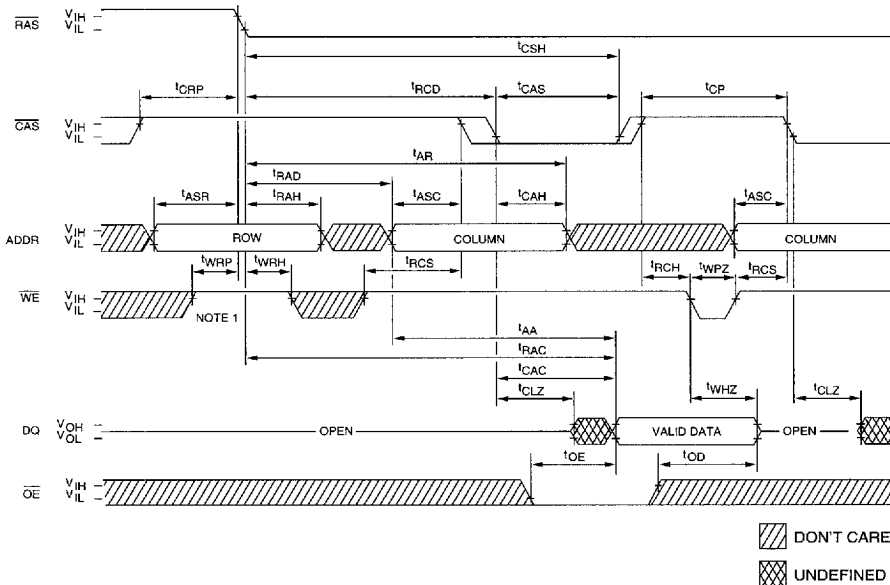 RAS VIH VIL
tCSH
tCRP tRCD tCAS tCP
CAS VIH VIL
tAR
tRAD
tASR tRAH tASC tCAH tASC
ADDR VIH VIL ROW COLUMN COLUMN
tWRP tWRH tRCS tRCH tWPZ tRCS
WE VIH VIL NOTE 1
tAA
tRAC
tCAC
tCLZ tWHZ tCLZ
DQ VOH VOL OPEN VALID DATA OPEN
tOE tOD
OE VIH VIL
DON'T CARE
UNDEFINED